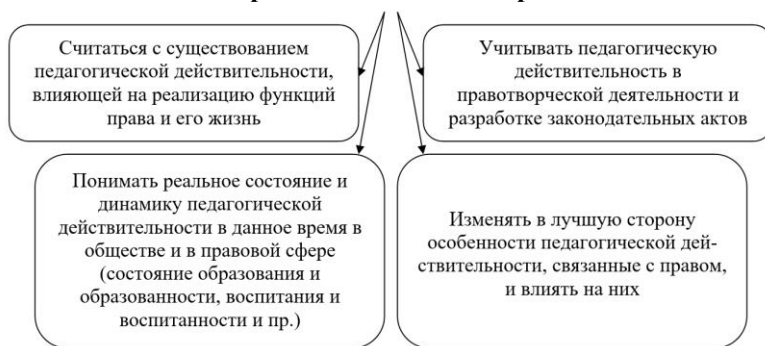 Считаться с существованием
педагогической действительности,
влияющей на реализацию функций
права и его жизнь
Учитывать педагогическую
действительность в
правотворческой деятельности и
разработке законодательных актов
Понимать реальное состояние и
динамику педагогической
действительности в данное время в
обществе и в правовой сфере
(состояние образования и
образованности, воспитания и
воспитанности и пр.)
Изменять в лучшую сторону
особенности педагогической дей-
ствительности, связанные с правом,
и влиять на них